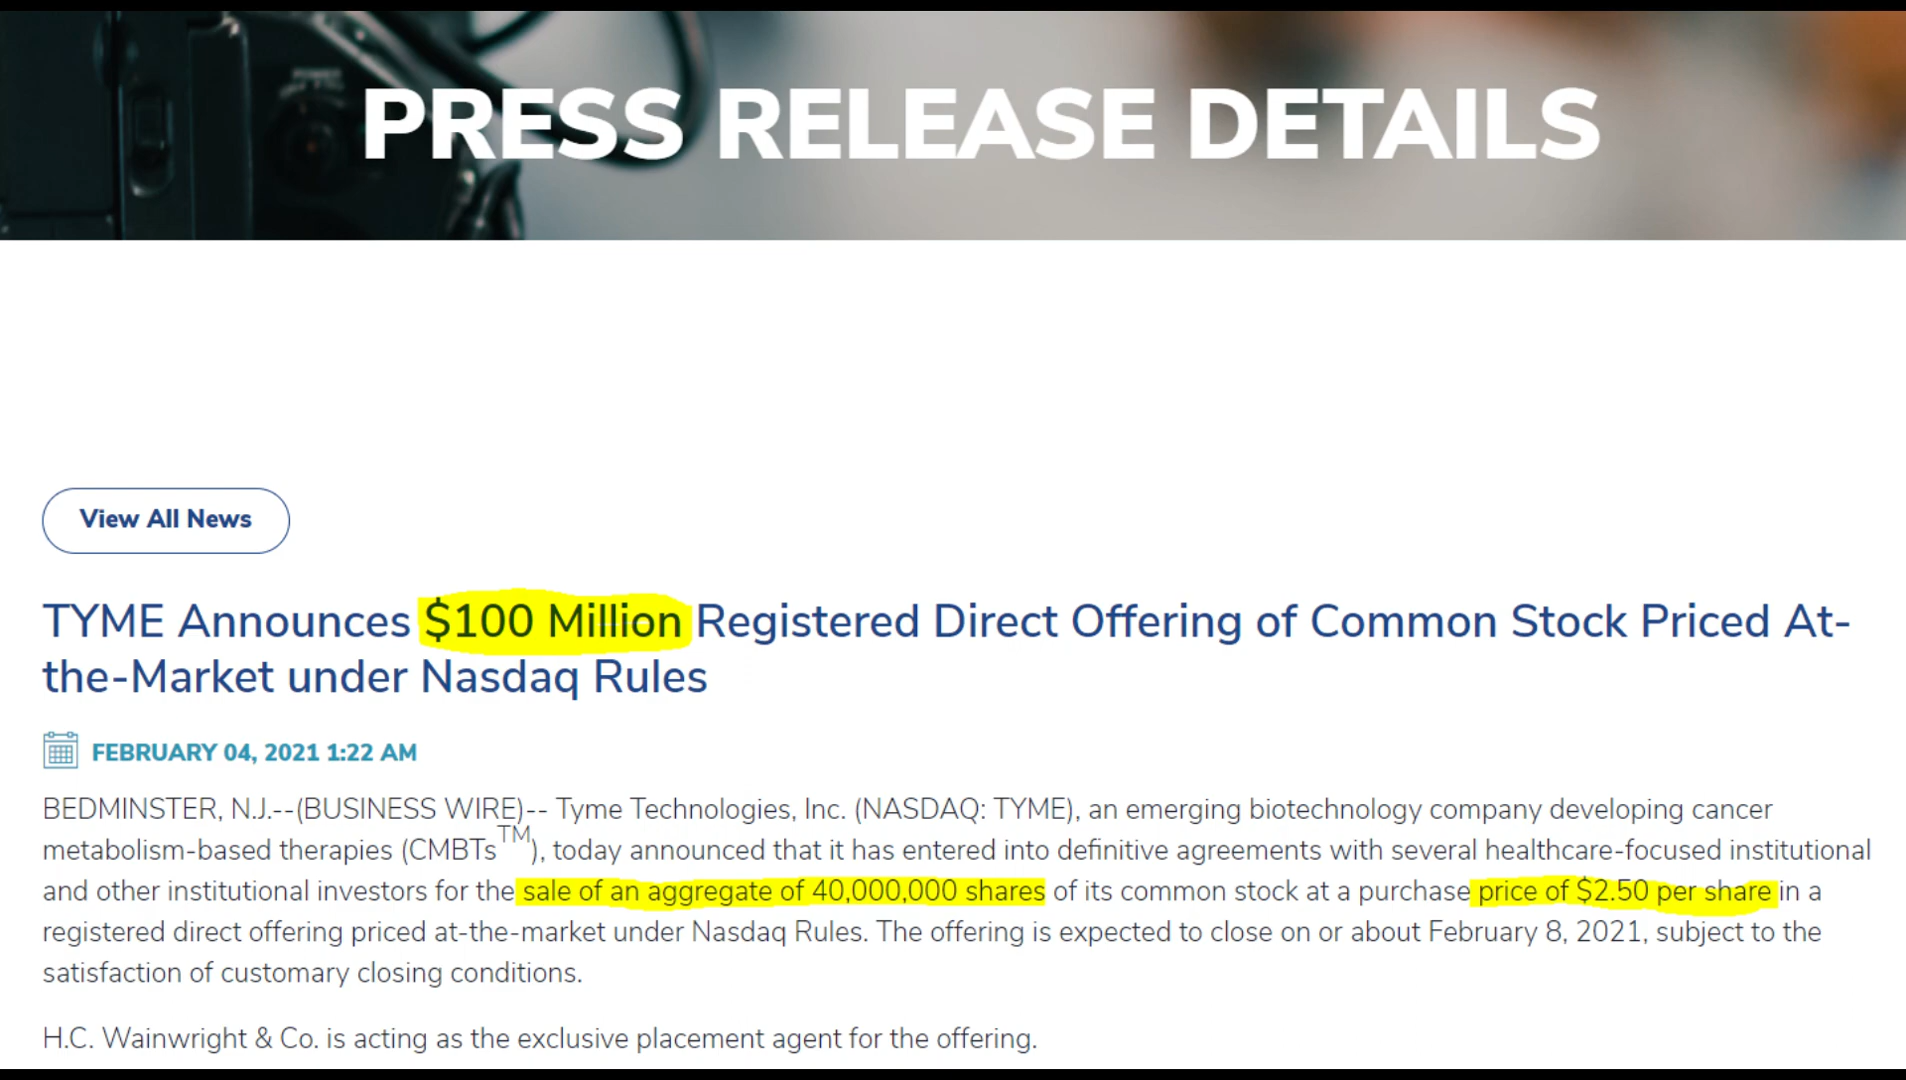 PRESS RELEASE DETAILS
View All News
TYME Announces $100 Million Registered Direct Offering of Common Stock Priced At-
the-Market under Nasdaq Rules
FEBRUARY 04, 2021 1:22 AM
BEDMINSTER, N.J.--(BUSINESS WIRE)-- Tyme Technologies, Inc. (NASDAQ: TYME), an emerging biotechnology company developing cancer
metabolism-based therapies (CMBTs™), today announced that it has entered into definitive agreements with several healthcare-focused institutional
and other institutional investors for the sale of an aggregate of 40,000,000 shares of its common stock at a purchase price of $2.50 per share in a
registered direct offering priced at-the-market under Nasdaq Rules. The offering is expected to close on or about February 8, 2021, subject to the
satisfaction of customary closing conditions.
H.C. Wainwright & Co. is acting as the exclusive placement agent for the offering.